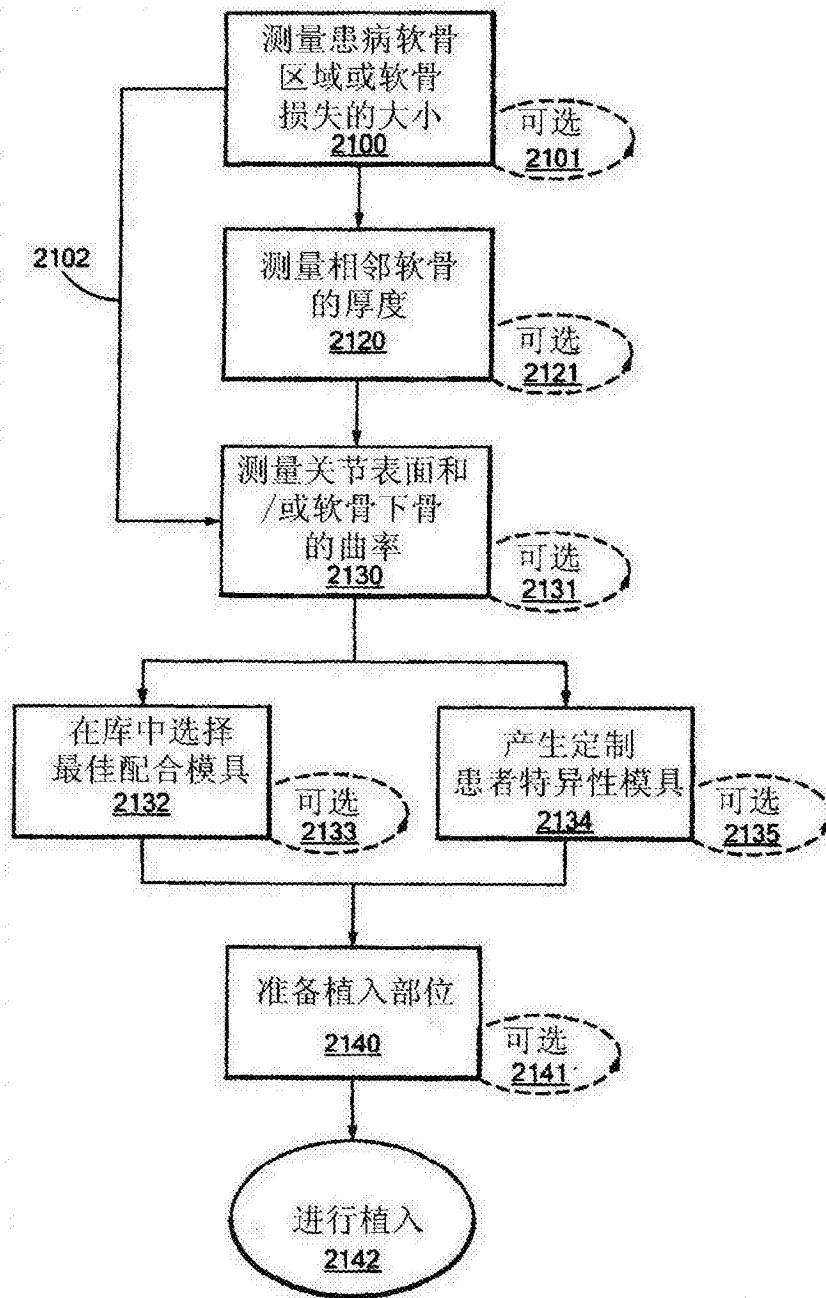 测量患病软骨
区域或软骨
损失的大小
2100
可选
2101
2102
测量相邻软骨
的厚度
2120
可选
2121
测量关节表面和
/或软骨下骨
的曲率
2130
可选
2131
在库中选择
最佳配合模具
2132
可选
2133
产生定制
患者特异性模具
2134
可选
2135
准备植入部位
2140
可选
2141
进行植入
2142